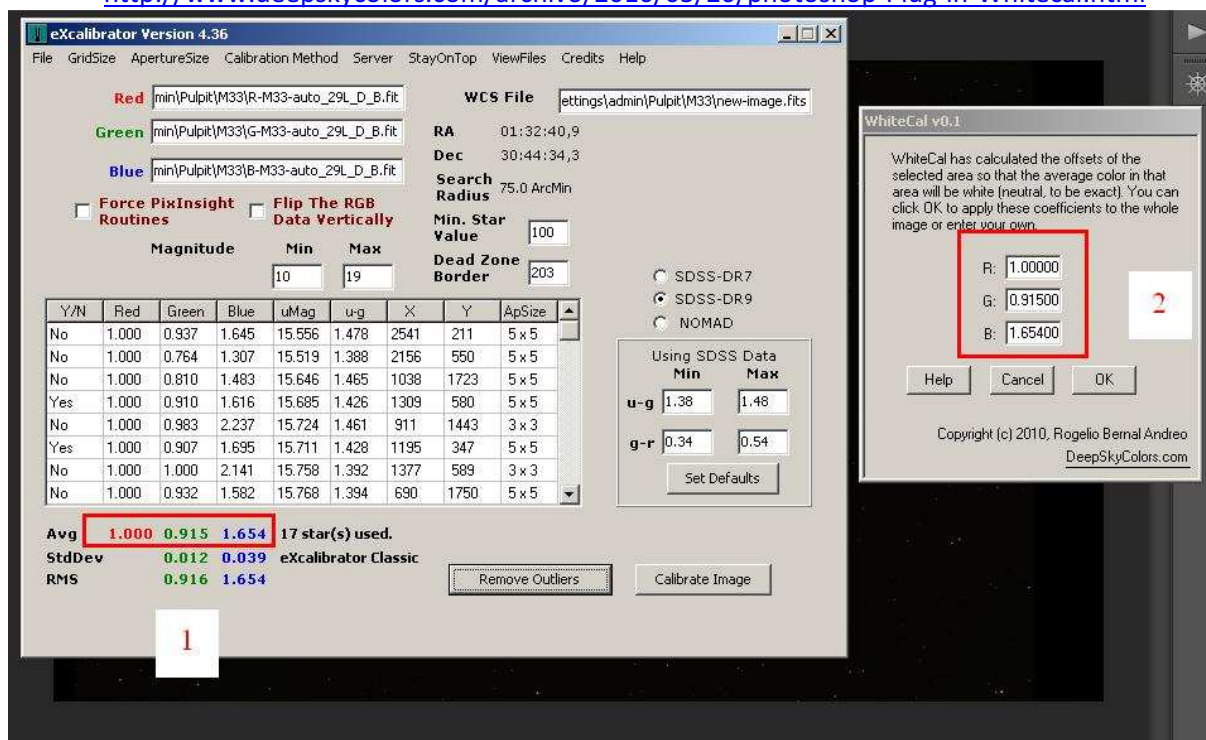 eXcalibrator Version 4.36
File GridSize ApertureSize Calibration Method Server StayOnTop ViewFiles Credits Help
Red min\Pulpit\M33\R-M33-auto_29L_D_B.fit WCS File ettings\admin\Pulpit\M33\new-image.fits
Green min\Pulpit\M33\G-M33-auto_29L_D_B.fit RA 01:32:40,9
Blue min\Pulpit\M33\B-M33-auto_29L_D_B.fit Dec 30:44:34,3
Search
Radius 75.0 ArcMin
Force PixInsight
Routines
Flip The RGB
Data Vertically
Min. Star
Value 100
Magnitude Min Max
10 19
Dead Zone
Border 203
SDSS-DR7
SDSS-DR9
NOMAD
Y/N Red Green Blue uMag u-g X Y ApSize
No 1.000 0.937 1.645 15.556 1.478 2541 211 5 x 5
No 1.000 0.764 1.307 15.519 1.388 2156 550 5 x 5
No 1.000 0.810 1.483 15.646 1.465 1038 1723 5 x 5
Yes 1.000 0.910 1.616 15.685 1.426 1309 580 5 x 5
No 1.000 0.983 2.237 15.724 1.461 911 1443 3 x 3
Yes 1.000 0.907 1.695 15.711 1.428 1195 347 5 x 5
No 1.000 1.000 2.141 15.758 1.392 1377 589 3 x 3
No 1.000 0.932 1.582 15.768 1.394 690 1750 5 x 5
Using SDSS Data
Min Max
u-g 1.38 1.48
g-r 0.34 0.54
Set Defaults
Avg 1.000 0.915 1.654 17 star(s) used.
StdDev 0.012 0.039 eXcalibrator Classic
RMS 0.916 1.654
Remove Outliers Calibrate Image
1
WhiteCal v0.1
WhiteCal has calculated the offsets of the
selected area so that the average color in that
area will be white (neutral, to be exact). You can
click OK to apply these coefficients to the whole
image or enter your own.
R: 1.00000
G: 0.91500
B: 1.65400
2
Help Cancel OK
Copyright (c) 2010, Rogelio Bernal Andreo
DeepSkyColors.com